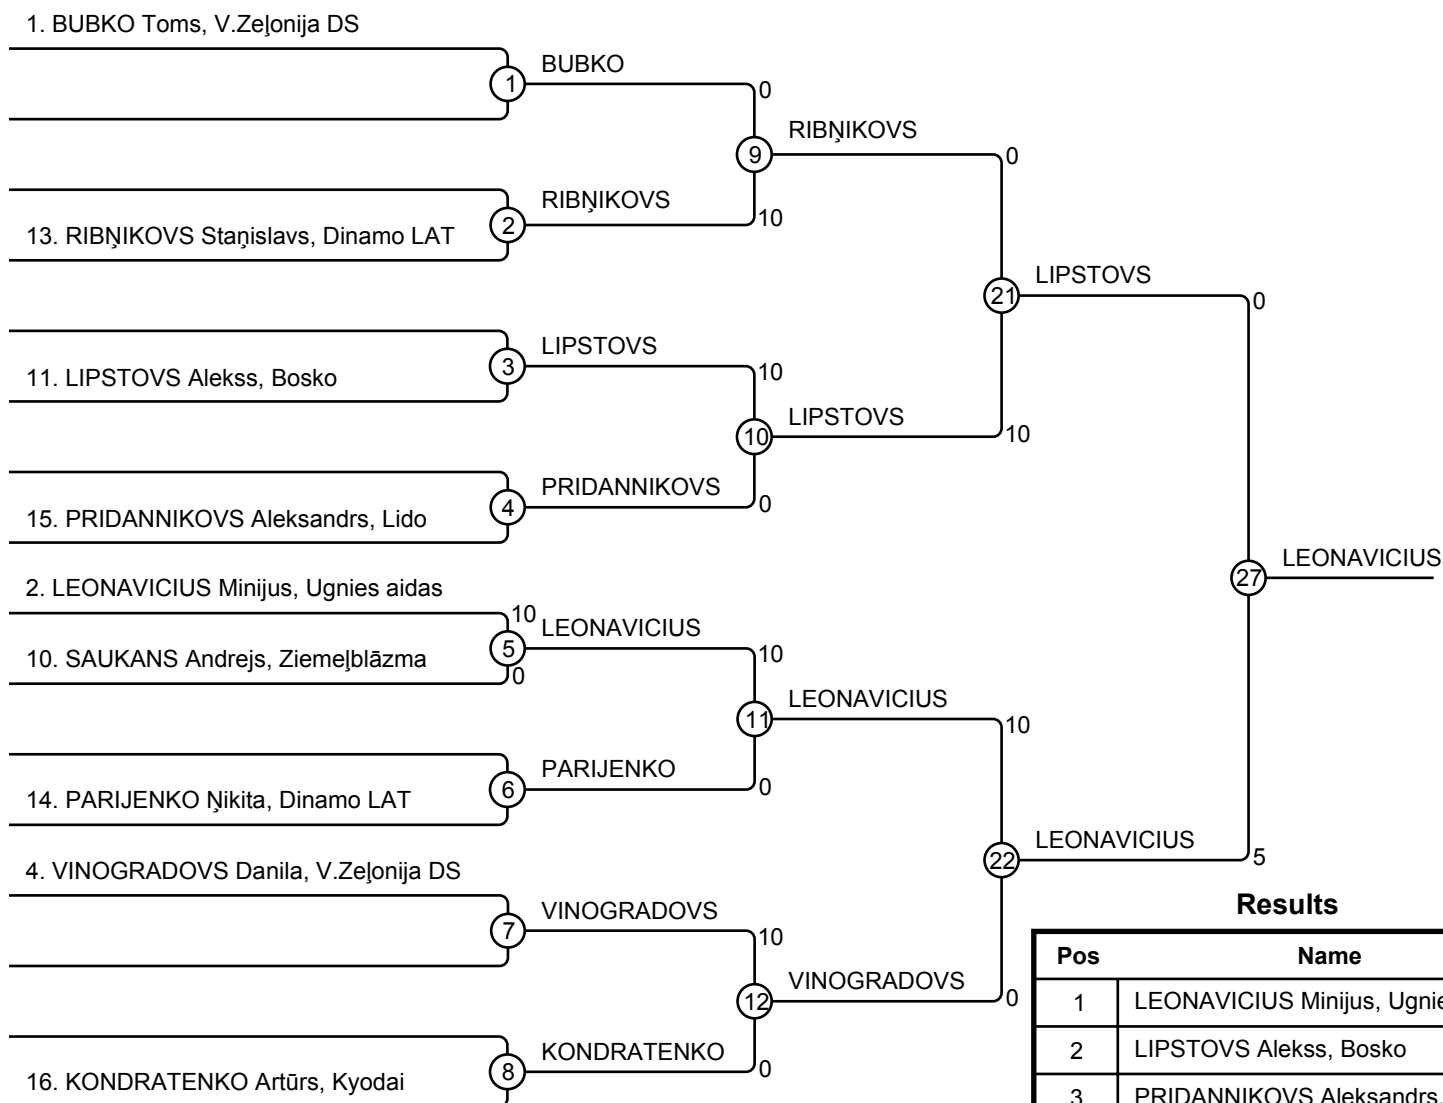 1. BUBKO Toms, V.Zeļonija DS
1
BUBKO
0
9
RIBŅIKOVS
0
2
RIBŅIKOVS
10
13. RIBŅIKOVS Staņislavs, Dinamo LAT
21
LIPSTOVS
0
3
LIPSTOVS
10
11. LIPSTOVS Alekss, Bosko
10
LIPSTOVS
10
4
PRIDANNIKOVS
0
15. PRIDANNIKOVS Aleksandrs, Lido
27
LEONAVICIUS
2. LEONAVICIUS Minijus, Ugnies aidas
10
5
LEONAVICIUS
10
10. SAUKANS Andrejs, Ziemeļblāzma
0
11
LEONAVICIUS
10
6
PARIJENKO
0
14. PARIJENKO Ņikita, Dinamo LAT
22
LEONAVICIUS
5
4. VINOGRADOVS Danila, V.Zeļonija DS
7
VINOGRADOVS
10
12
VINOGRADOVS
0
8
KONDRATENKO
0
16. KONDRATENKO Artūrs, Kyodai
Results
Pos Name
1 LEONAVICIUS Minijus,
2 LIPSTOVS Alekss, Bosko
3 PRIDANNIKOVS Aleksandrs,